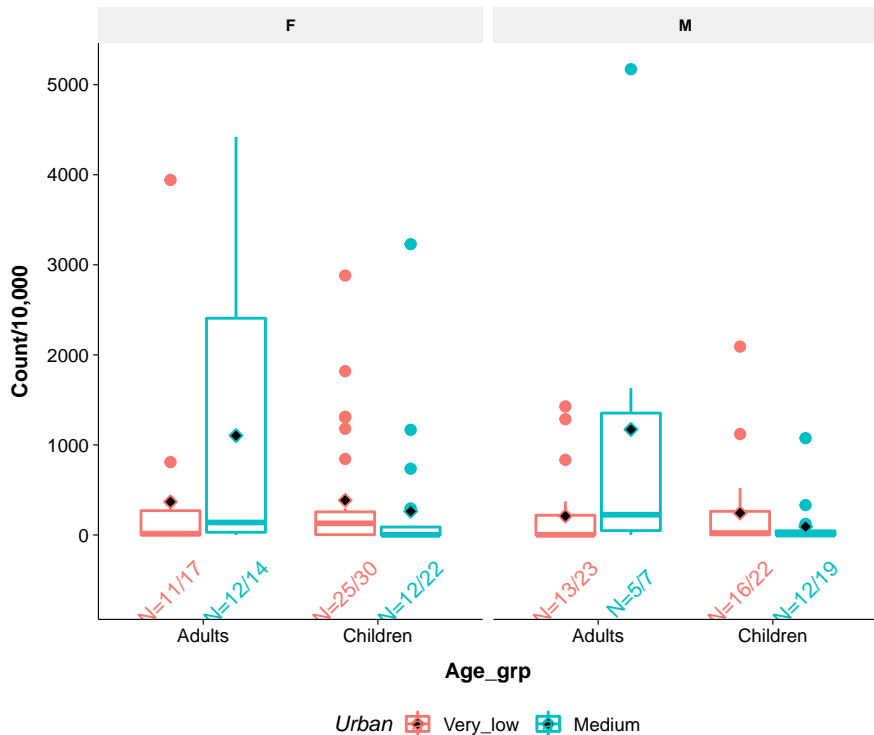 F M
5000
4000
3000
2000
1000
0
Count/10,000
N=11/17 N=12/14 N=25/30 N=12/22 N=13/23 N=5/7 N=16/22 N=12/19
Adults Children Adults Children
Age_grp
Urban Very_low Medium